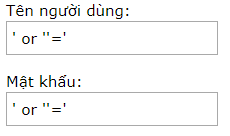 Tên người dùng:
' or ''='
Mật khẩu:
' or ''='